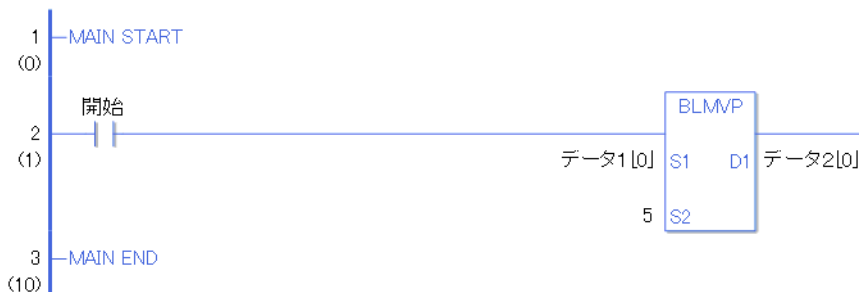 1 MAIN START
(0)
開始
BLMVP
2
(1) データ1[0] S1 D1 データ2[0]
5 S2
3 MAIN END
(10)